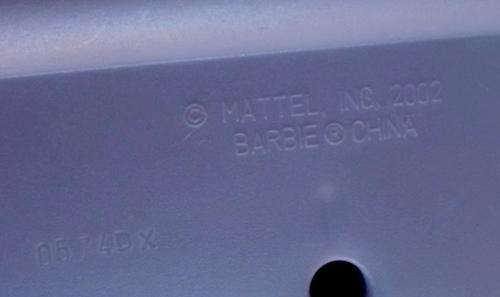 © MATTEL, INC. 2002
BARBIE ® CHINA